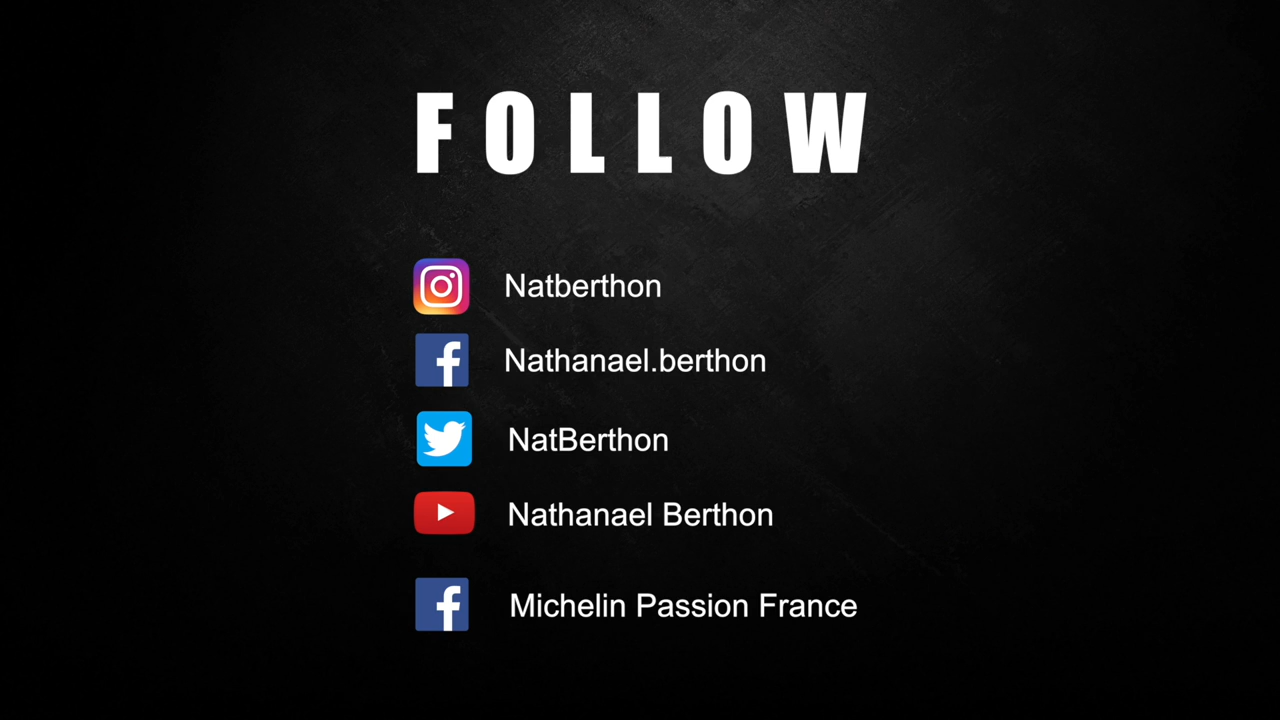 FOLLOW
Natberthon
Nathanael.berthon
NatBerthon
Nathanael Berthon
Michelin Passion France